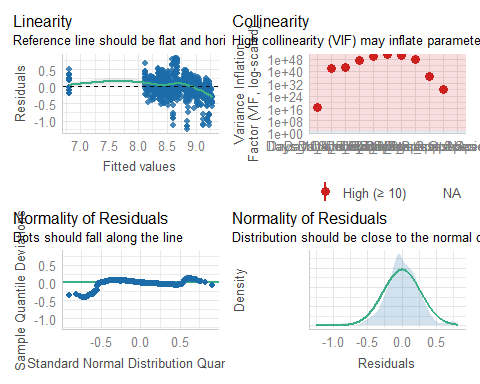 Linearity
Reference line should be flat and hori
Residuals
0.5
0.0
-0.5
-1.0
7.0 7.5 8.0 8.5 9.0
Fitted values
Collinearity
High collinearity (VIF) may inflate paramete
Variance Inflation
Factor (VIF, log-scaled)
1e+48
1e+40
1e+32
1e+24
1e+16
1e+08
1e+00
High (≥ 10)
NA
Normality of Residuals
Dots should fall along the line
Sample Quantile Deviations
0.5
0.0
-0.5
-1.0
-0.5 0.0 0.5
Standard Normal Distribution Quar
Normality of Residuals
Distribution should be close to the normal c
Density
-1.0 -0.5 0.0 0.5
Residuals